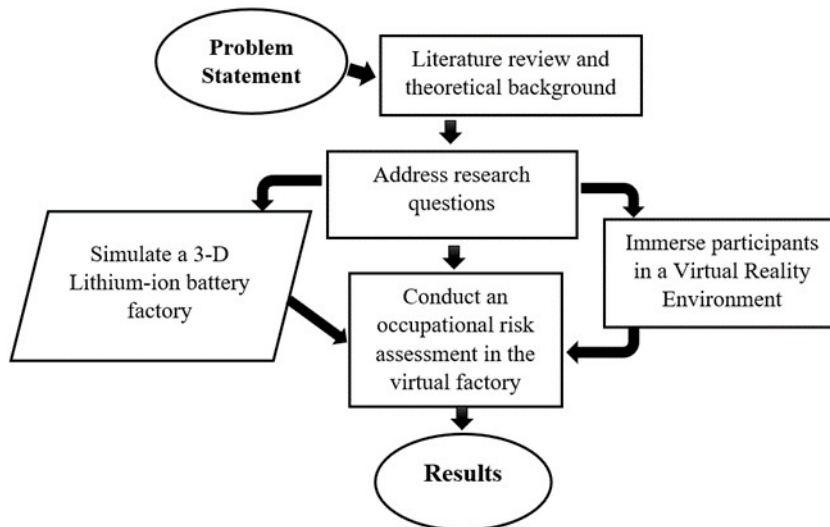 Problem
Statement
Literature review and
theoretical background
Address research
questions
Simulate a 3-D
Lithium-ion battery
factory
Immerse participants
in a Virtual Reality
Environment
Conduct an
occupational risk
assessment in the
virtual factory
Results